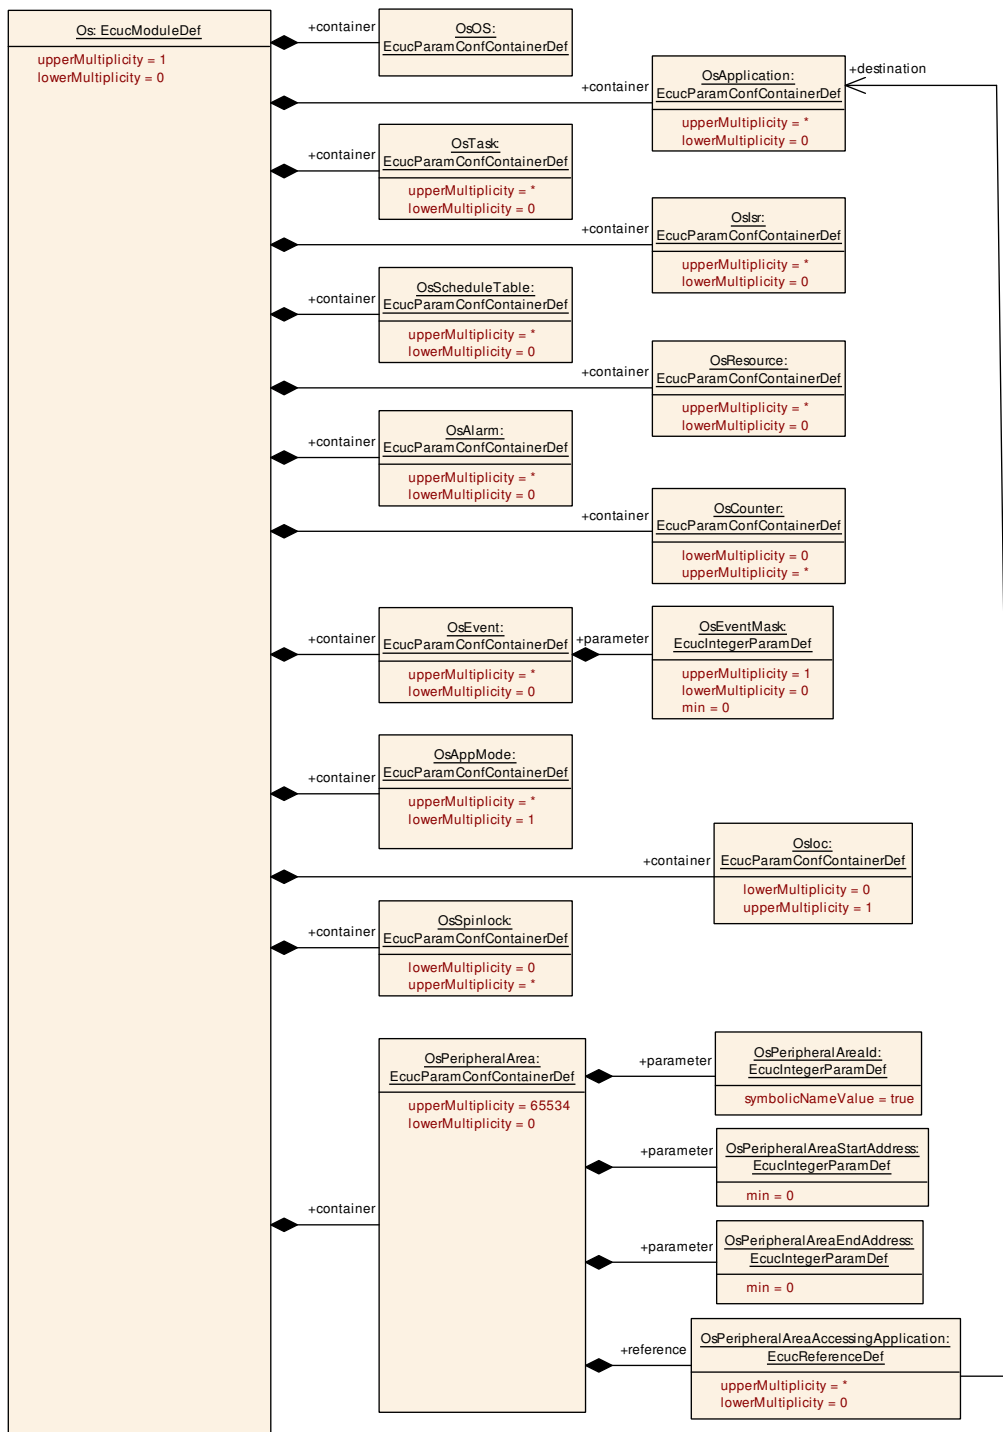 Os: EcucModuleDef
upperMultiplicity = 1
lowerMultiplicity = 0
+container
OsOS:
EcucParamConfContainerDef
+container
OsApplication:
EcucParamConfContainerDef
upperMultiplicity = *
lowerMultiplicity = 0
+destination
+container
OsTask:
EcucParamConfContainerDef
upperMultiplicity = *
lowerMultiplicity = 0
+container
OsIsr:
EcucParamConfContainerDef
upperMultiplicity = *
lowerMultiplicity = 0
+container
OsScheduleTable:
EcucParamConfContainerDef
upperMultiplicity = *
lowerMultiplicity = 0
+container
OsResource:
EcucParamConfContainerDef
upperMultiplicity = *
lowerMultiplicity = 0
+container
OsAlarm:
EcucParamConfContainerDef
upperMultiplicity = *
lowerMultiplicity = 0
+container
OsCounter:
EcucParamConfContainerDef
lowerMultiplicity = 0
upperMultiplicity = *
+container
OsEvent:
EcucParamConfContainerDef
upperMultiplicity = *
lowerMultiplicity = 0
+parameter
OsEventMask:
EcucIntegerParamDef
upperMultiplicity = 1
lowerMultiplicity = 0
min = 0
+container
OsAppMode:
EcucParamConfContainerDef
upperMultiplicity = *
lowerMultiplicity = 1
+container
OsIoc:
EcucParamConfContainerDef
lowerMultiplicity = 0
upperMultiplicity = 1
+container
OsSpinlock:
EcucParamConfContainerDef
lowerMultiplicity = 0
upperMultiplicity = *
+container
OsPeripheralArea:
EcucParamConfContainerDef
upperMultiplicity = 65534
lowerMultiplicity = 0
+parameter
OsPeripheralAreaId:
EcucIntegerParamDef
symbolicNameValue = true
+parameter
OsPeripheralAreaStartAddress:
EcucIntegerParamDef
min = 0
+parameter
OsPeripheralAreaEndAddress:
EcucIntegerParamDef
min = 0
+reference
OsPeripheralAreaAccessingApplication:
EcucReferenceDef
upperMultiplicity = *
lowerMultiplicity = 0